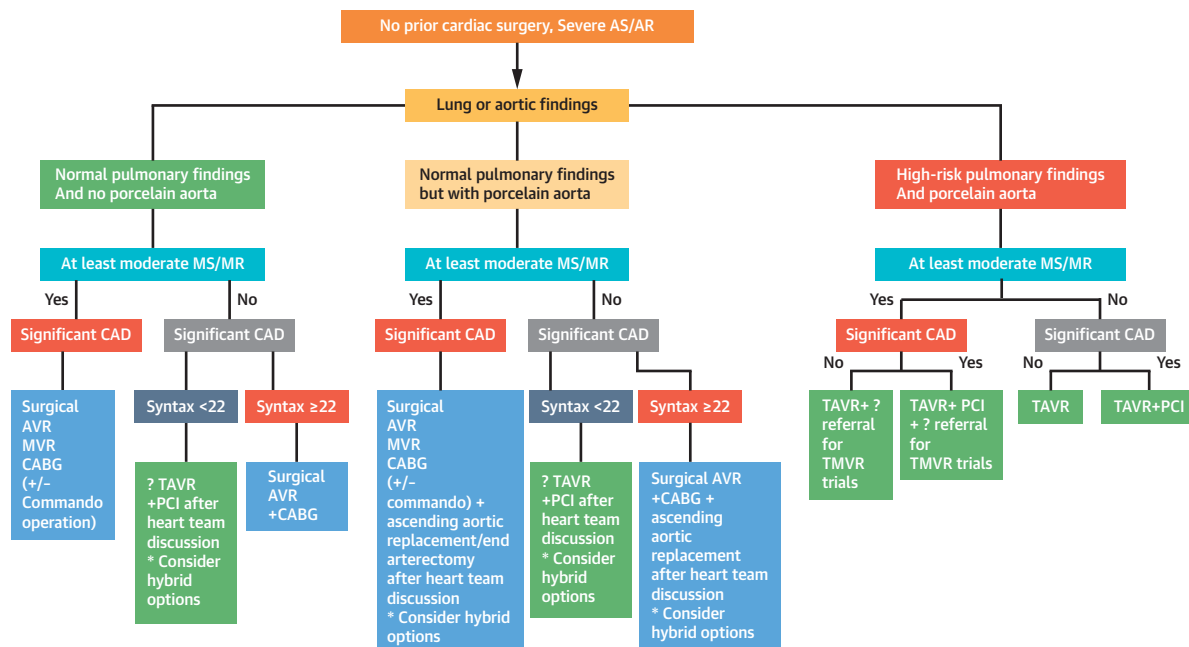 No prior cardiac surgery, Severe AS/AR
Lung or aortic findings
Normal pulmonary findings
And no porcelain aorta
Normal pulmonary findings
but with porcelain aorta
High-risk pulmonary findings
And porcelain aorta
At least moderate MS/MR
At least moderate MS/MR
At least moderate MS/MR
Yes
No
Yes
No
Yes
No
Significant CAD
Significant CAD
Significant CAD
Significant CAD
Significant CAD
Significant CAD
No
Yes
No
Yes
Surgical
AVR
MVR
CABG
(+/–
Commando
operation)
Syntax <22
? TAVR
+PCI after
heart team
discussion
* Consider
hybrid
options
Syntax ≥22
Surgical
AVR
+CABG
Surgical
AVR
MVR
CABG
(+/–
commando) +
ascending aortic
replacement/end
arterectomy
after heart team
discussion
* Consider hybrid
options
Syntax <22
? TAVR
+PCI after
heart team
discussion
* Consider
hybrid
options
Syntax ≥22
Surgical AVR
+CABG +
ascending
aortic
replacement
after heart team
discussion
* Consider
hybrid options
TAVR+ ?
referral
for
TMVR
trials
TAVR+ PCI
+ ? referral
for
TMVR trials
TAVR
TAVR+PCI